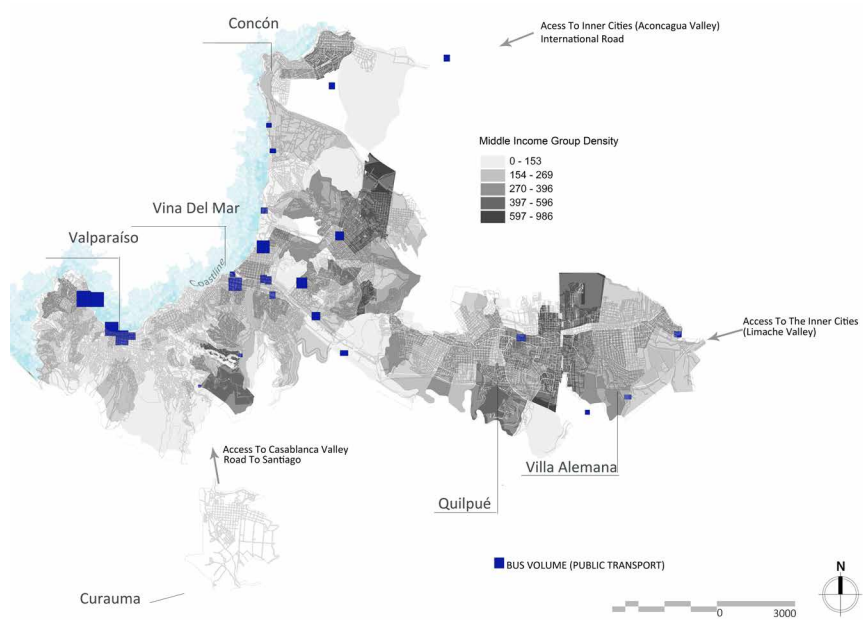 Concón
Acess To Inner Cities (Aconcagua Valley)
International Road
Middle Income Group Density
0 - 153
154 - 269
270 - 396
397 - 596
597 - 986
Vina Del Mar
Valparaíso
Coastiline
Access To The Inner Cities
(Limache Valley)
Access To Casablanca Valley
Road To Santiago
Villa Alemana
Quilpué
BUS VOLUME (PUBLIC TRANSPORT)
N
Curauma
0 3000